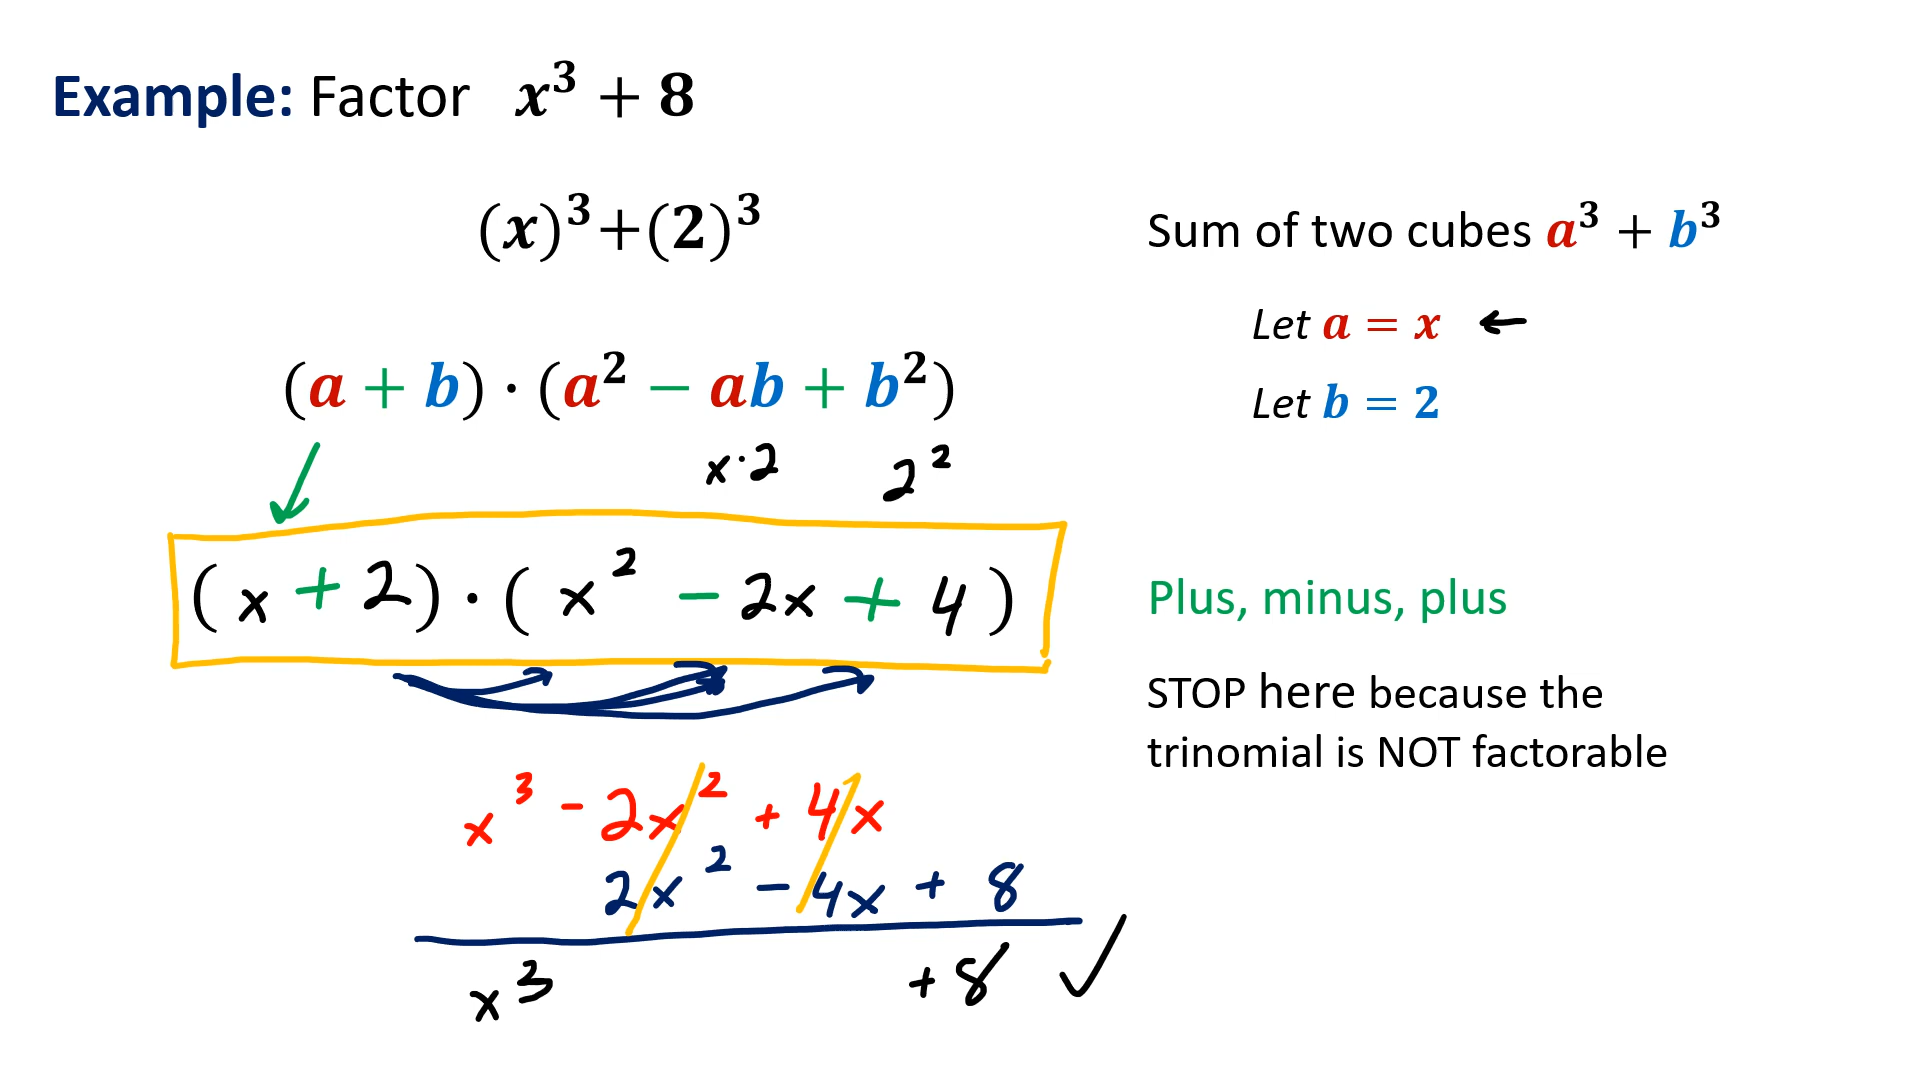 Example: Factor x³ + 8
(x)³+(2)³
Sum of two cubes a³ + b³
Let a = x ←
(a + b) · (a² − ab + b²)
Let b = 2
x·2 2²
(x + 2) · (x² − 2x + 4)
Plus, minus, plus
STOP here because the
trinomial is NOT factorable
x³ − 2x² + 4x
2x² − 4x + 8
x³ + 8 ✓